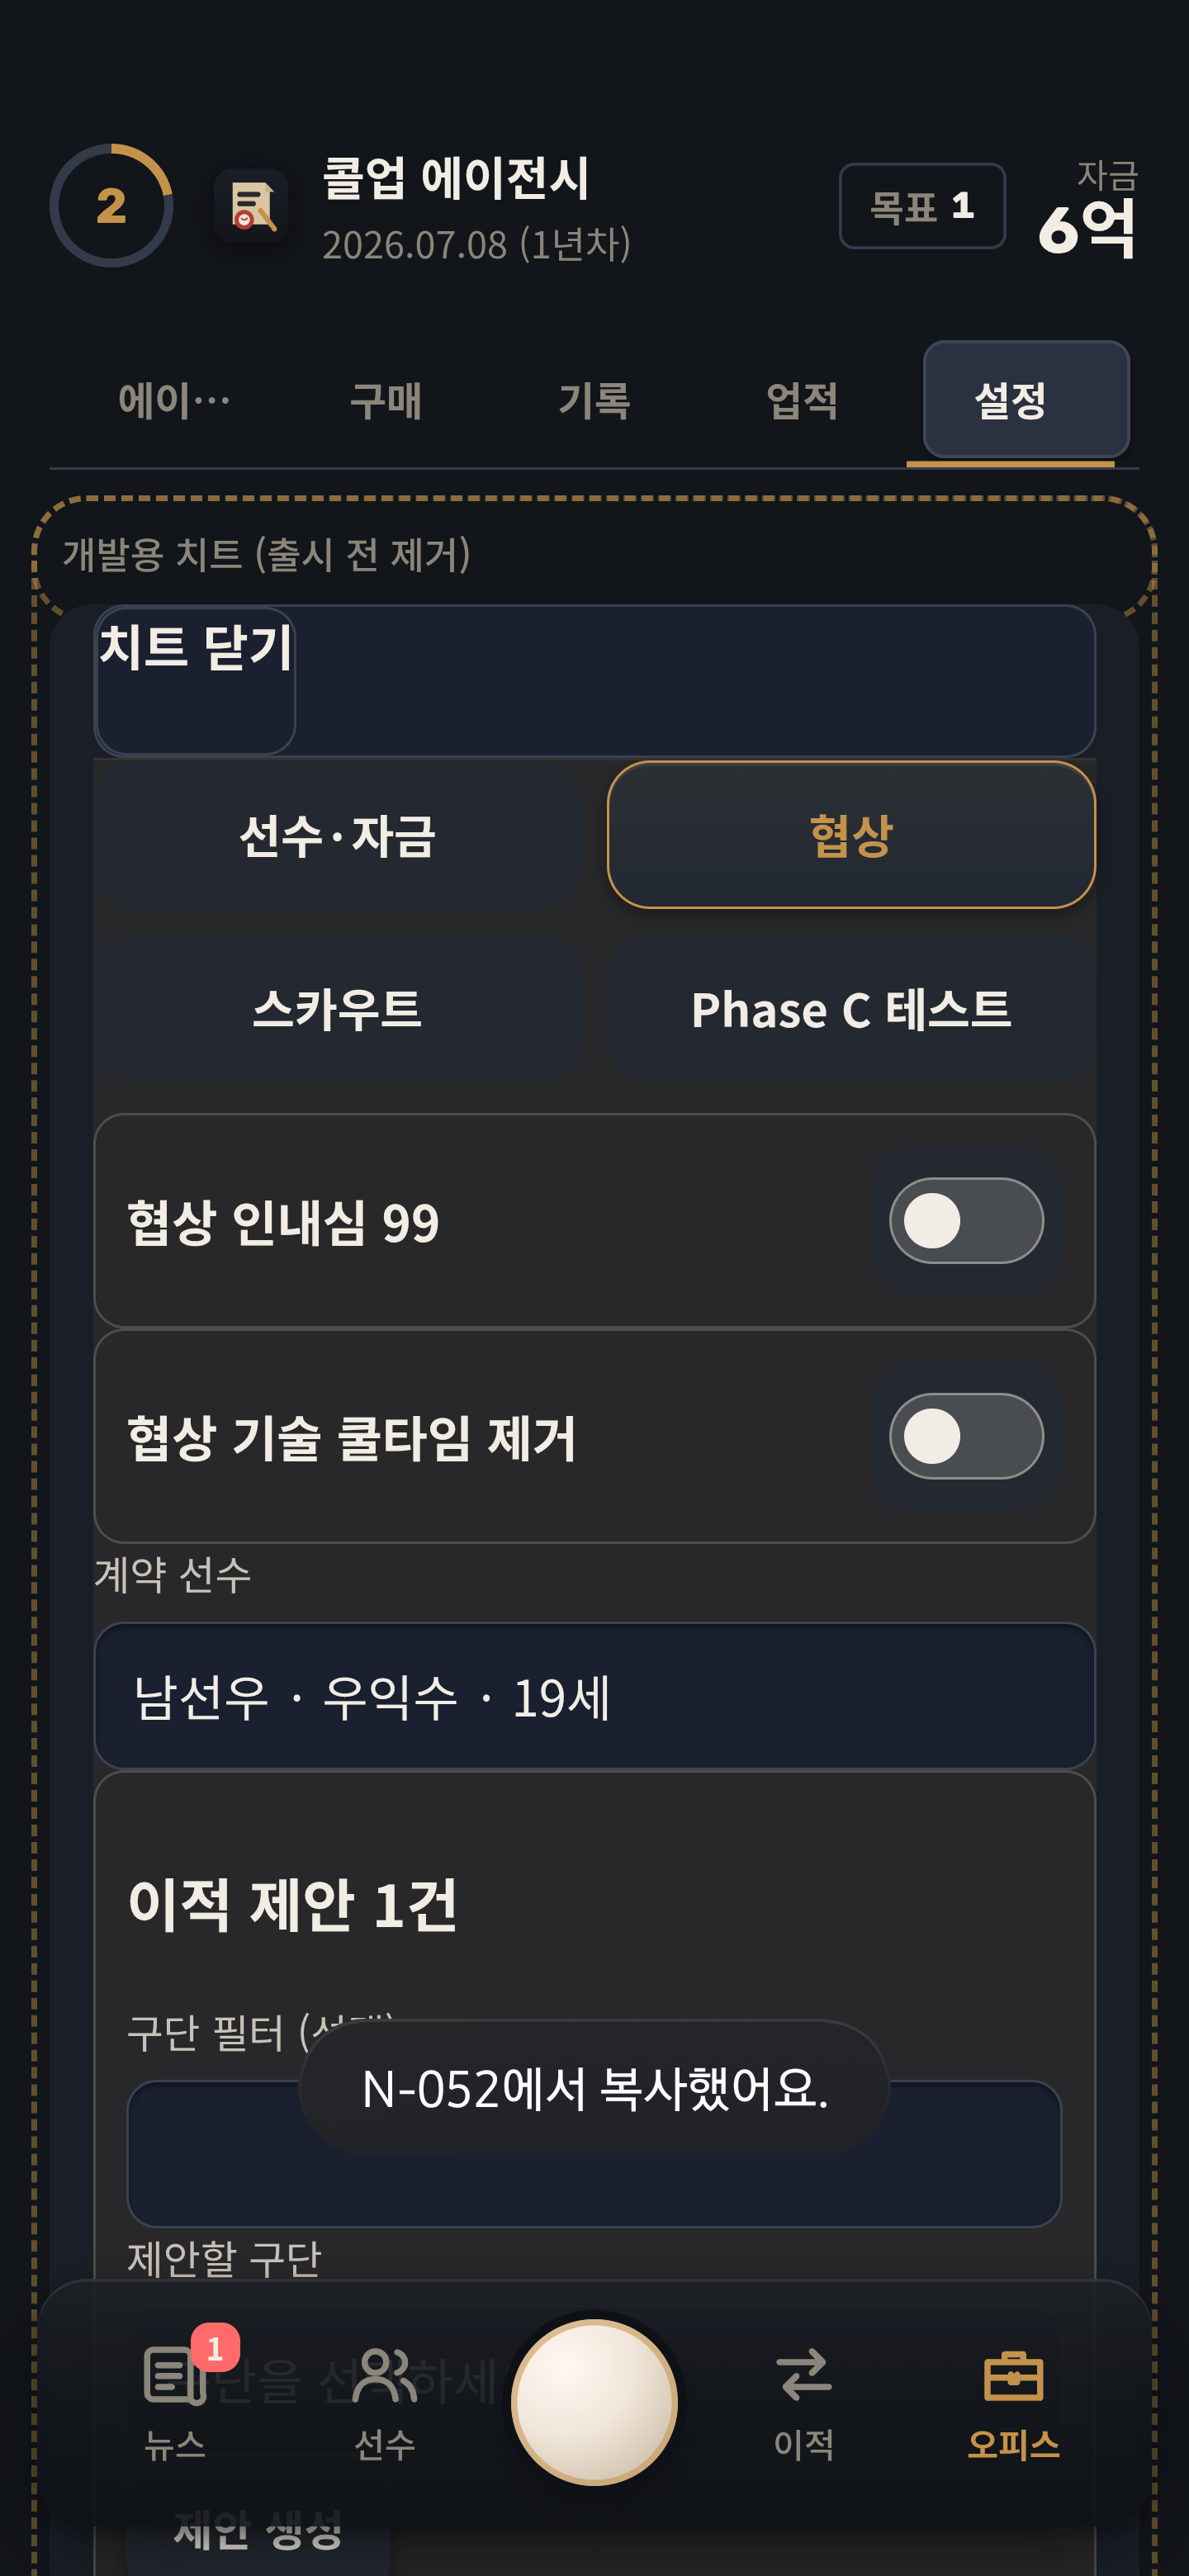 2
콜업 에이전시
2026.07.08 (1년차)
목표 1
자금
6억
에이…
구매
기록
업적
설정
개발용 치트 (출시 전 제거)
치트 닫기
선수·자금
협상
스카우트
Phase C 테스트
협상 인내심 99
협상 기술 쿨타임 제거
계약 선수
남선우 · 우익수 · 19세
이적 제안 1건
구단 필터
N-052에서 복사했어요.
제안할 구단
1
뉴스
선수
이적
오피스
제안 생성